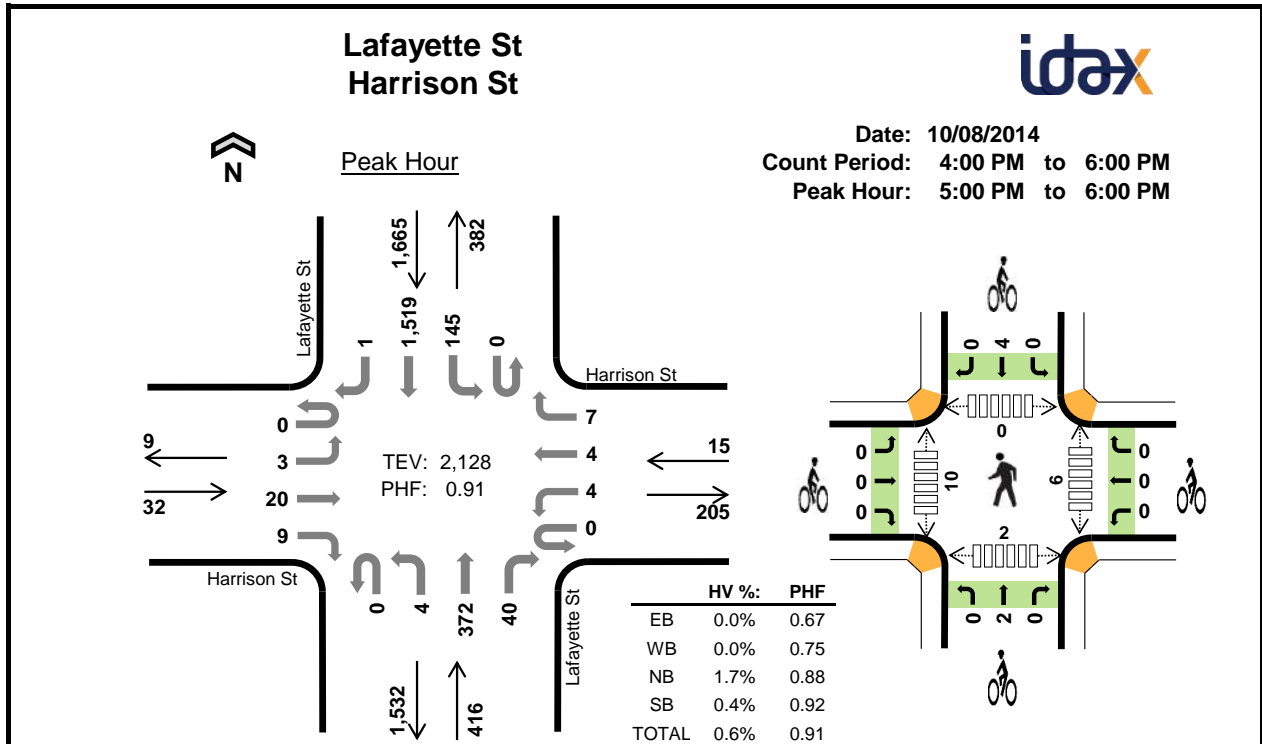 Lafayette St
Harrison St
idax
N
Peak Hour
Date: 10/08/2014
Count Period: 4:00 PM to 6:00 PM
Peak Hour: 5:00 PM to 6:00 PM
1,665
382
Lafayette St
1
1,519
145
0
Harrison St
0
3
20
9
9
32
TEV: 2,128
PHF: 0.91
7
4
4
0
15
205
Harrison St
0
4
372
40
Lafayette St
1,532
416
HV %: PHF
EB 0.0% 0.67
WB 0.0% 0.75
NB 1.7% 0.88
SB 0.4% 0.92
TOTAL 0.6% 0.91
0 4 0
0
0
0
0
10
6
0
0
0
2
0 2 0